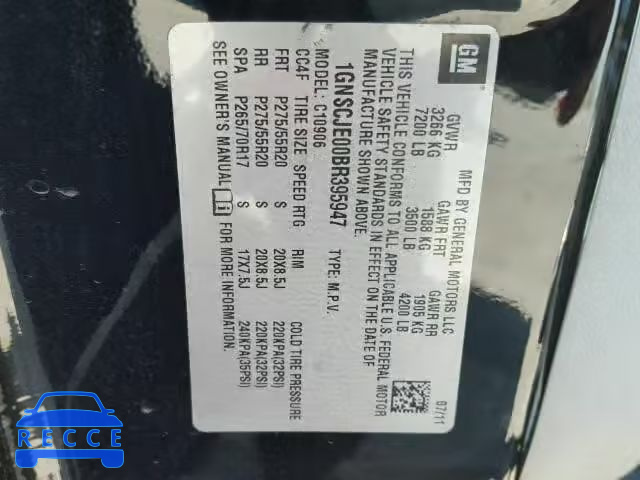 GM
MFD BY GENERAL MOTORS LLC
GVWR GAWR FRT GAWR RR
3266 KG 1588 KG 1905 KG
7200 LB 3500 LB 4200 LB
THIS VEHICLE CONFORMS TO ALL APPLICABLE U.S. FEDERAL MOTOR
VEHICLE SAFETY STANDARDS IN EFFECT ON THE DATE OF
MANUFACTURE SHOWN ABOVE.
07/11
1GNSCJE00BR395947 TYPE: M.P.V.
MODEL: C10906
CC4F TIRE SIZE SPEED RTG RIM COLD TIRE PRESSURE
FRT P275/55R20 S 20X8.5J 220KPA(32PSI)
RR P275/55R20 S 20X8.5J 220KPA(32PSI)
SPA P265/70R17 S 17X7.5J 240KPA(35PSI)
SEE OWNER'S MANUAL FOR MORE INFORMATION.
RECCE